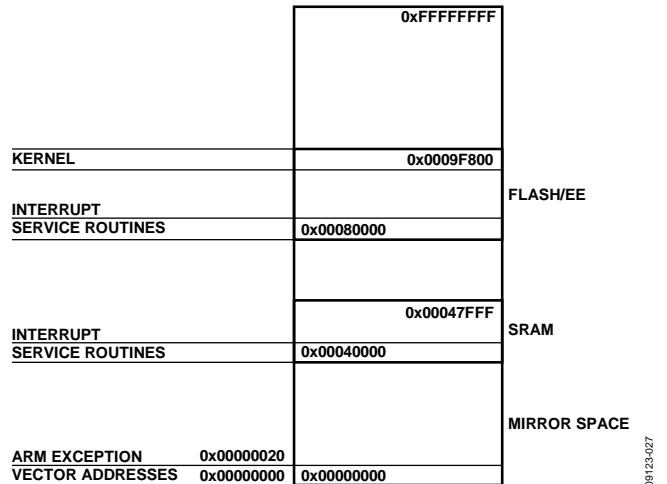 0xFFFFFFFF
KERNEL 0x0009F800
FLASH/EE
INTERRUPT
SERVICE ROUTINES 0x00080000
0x00047FFF
SRAM
INTERRUPT
SERVICE ROUTINES 0x00040000
MIRROR SPACE
ARM EXCEPTION 0x00000020
VECTOR ADDRESSES 0x00000000 0x00000000
09123-027